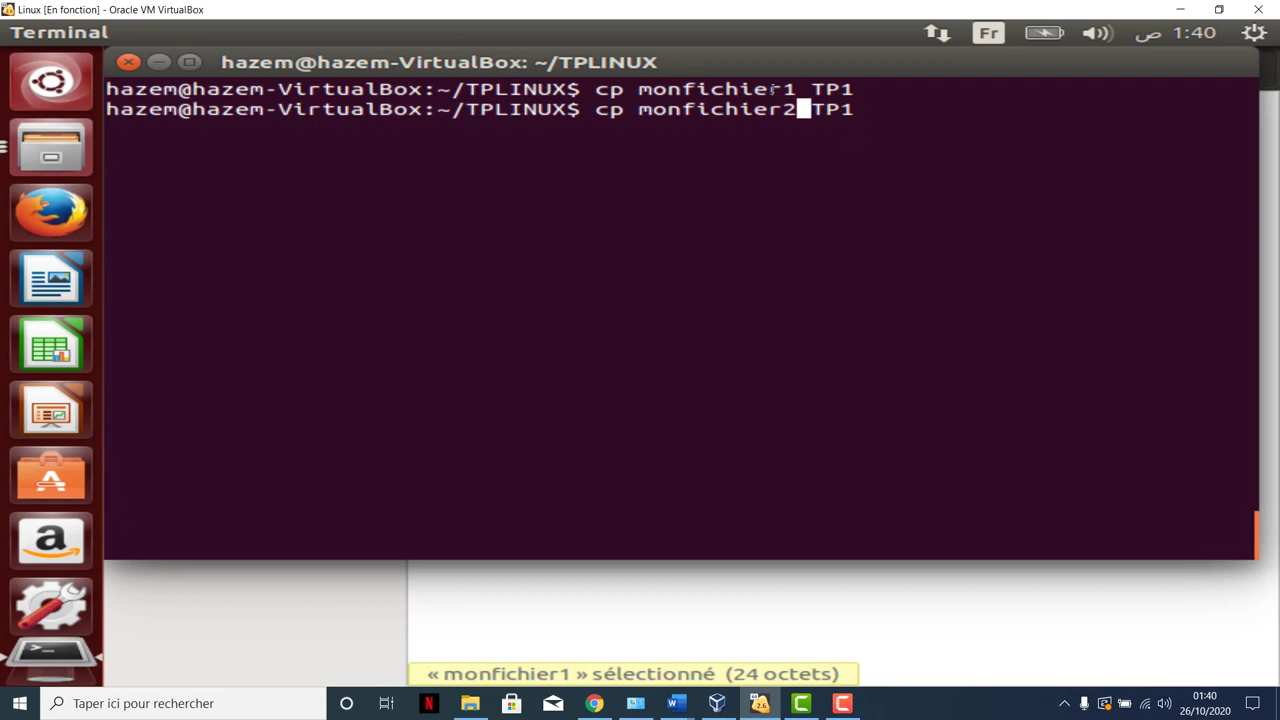 Linux [En fonction] - Oracle VM VirtualBox
Terminal
Fr
ص 1:40
hazem@hazem-VirtualBox: ~/TPLINUX
hazem@hazem-VirtualBox:~/TPLINUX$ cp monfichier1 TP1
hazem@hazem-VirtualBox:~/TPLINUX$ cp monfichier2 TP1
« monfichier1 » sélectionné (24 octets)
Taper ici pour rechercher
01:40
26/10/2020